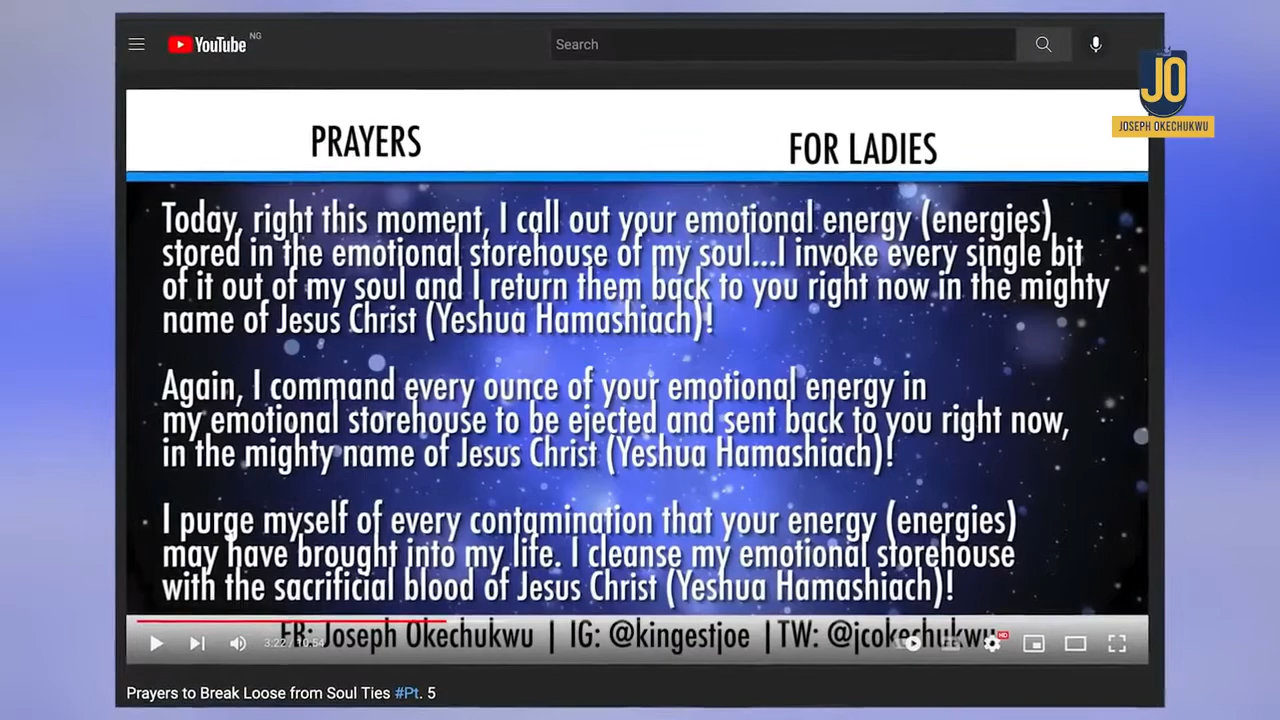 YouTube NG
Search
JO
JOSEPH OKECHUKWU
PRAYERS
FOR LADIES
Today, right this moment, I call out your emotional energy (energies)
stored in the emotional storehouse of my soul...I invoke every single bit
of it out of my soul and I return them back to you right now in the mighty
name of Jesus Christ (Yeshua Hamashiach)!
Again, I command every ounce of your emotional energy in
my emotional storehouse to be ejected and sent back to you right now,
in the mighty name of Jesus Christ (Yeshua Hamashiach)!
I purge myself of every contamination that your energy (energies)
may have brought into my life. I cleanse my emotional storehouse
with the sacrificial blood of Jesus Christ (Yeshua Hamashiach)!
FB: Joseph Okechukwu | IG: @kingestjoe | TW: @jcokechukwu
3:22 / 10:54
HD
Prayers to Break Loose from Soul Ties #Pt. 5